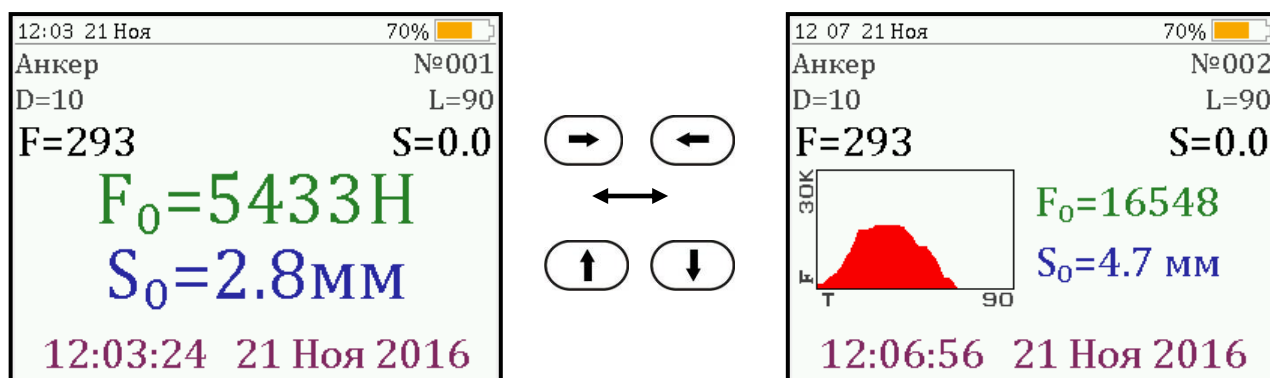 12:03 21 Ноя 70%
Анкер №001
D=10 L=90
F=293 S=0.0
F₀=5433Н
S₀=2.8мм
12:03:24 21 Ноя 2016
12 07 21 Ноя 70%
Анкер №002
D=10 L=90
F=293 S=0.0
30K
F₀=16548
S₀=4.7 мм
F
T 90
12:06:56 21 Ноя 2016